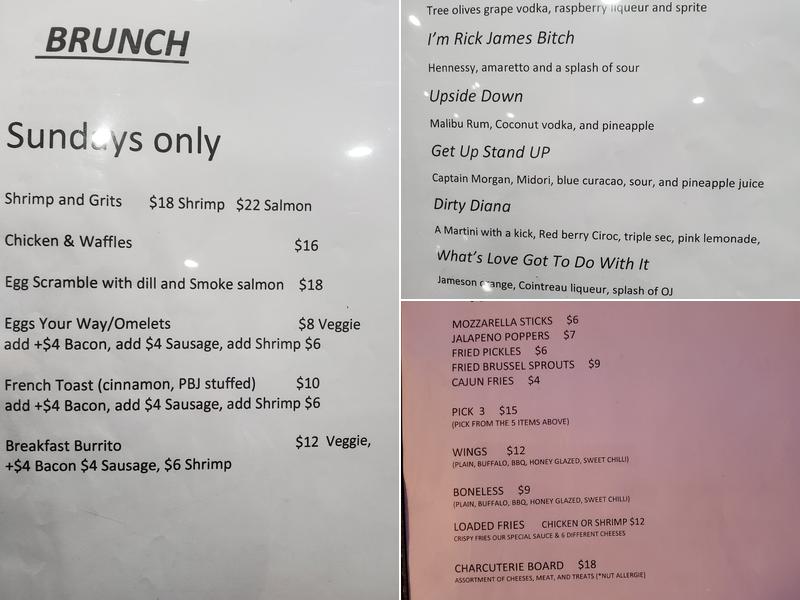 BRUNCH
Sundays only
Shrimp and Grits $18 Shrimp $22 Salmon
Chicken & Waffles $16
Egg Scramble with dill and Smoke salmon $18
Eggs Your Way/Omelets $8 Veggie
add +$4 Bacon, add $4 Sausage, add Shrimp $6
French Toast (cinnamon, PBJ stuffed) $10
add +$4 Bacon, add $4 Sausage, add Shrimp $6
Breakfast Burrito $12 Veggie,
+$4 Bacon $4 Sausage, $6 Shrimp
Tree olives grape vodka, raspberry liqueur and sprite
I'm Rick James Bitch
Hennessy, amaretto and a splash of sour
Upside Down
Malibu Rum, Coconut vodka, and pineapple
Get Up Stand UP
Captain Morgan, Midori, blue curacao, sour, and pineapple juice
Dirty Diana
A Martini with a kick, Red berry Ciroc, triple sec, pink lemonade,
What's Love Got To Do With It
Jameson orange, Cointreau liqueur, splash of OJ
MOZZARELLA STICKS $6
JALAPENO POPPERS $7
FRIED PICKLES $6
FRIED BRUSSEL SPROUTS $9
CAJUN FRIES $4
PICK 3 $15
(PICK FROM THE 5 ITEMS ABOVE)
WINGS $12
(PLAIN, BUFFALO, BBQ, HONEY GLAZED, SWEET CHILLI)
BONELESS $9
(PLAIN, BUFFALO, BBQ, HONEY GLAZED, SWEET CHILLI)
LOADED FRIES CHICKEN OR SHRIMP $12
CRISPY FRIES OUR SPECIAL SAUCE & 6 DIFFERENT CHEESES
CHARCUTERIE BOARD $18
ASSORTMENT OF CHEESES, MEAT, AND TREATS (*NUT ALLERGIE)